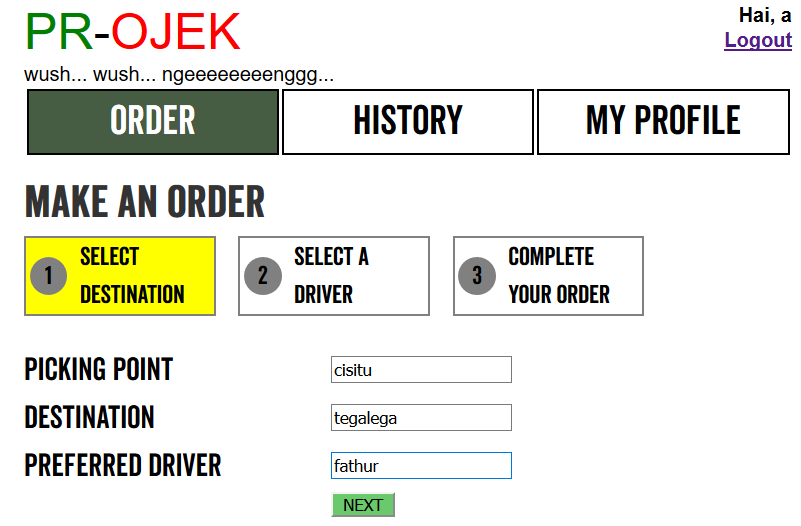 PR-OJEK
Hai, a
Logout
wush... wush... ngeeeeeeeenggg...
ORDER
HISTORY
MY PROFILE
MAKE AN ORDER
1
SELECT
DESTINATION
2
SELECT A
DRIVER
3
COMPLETE
YOUR ORDER
PICKING POINT
cisitu
DESTINATION
tegalega
PREFERRED DRIVER
fathur
NEXT